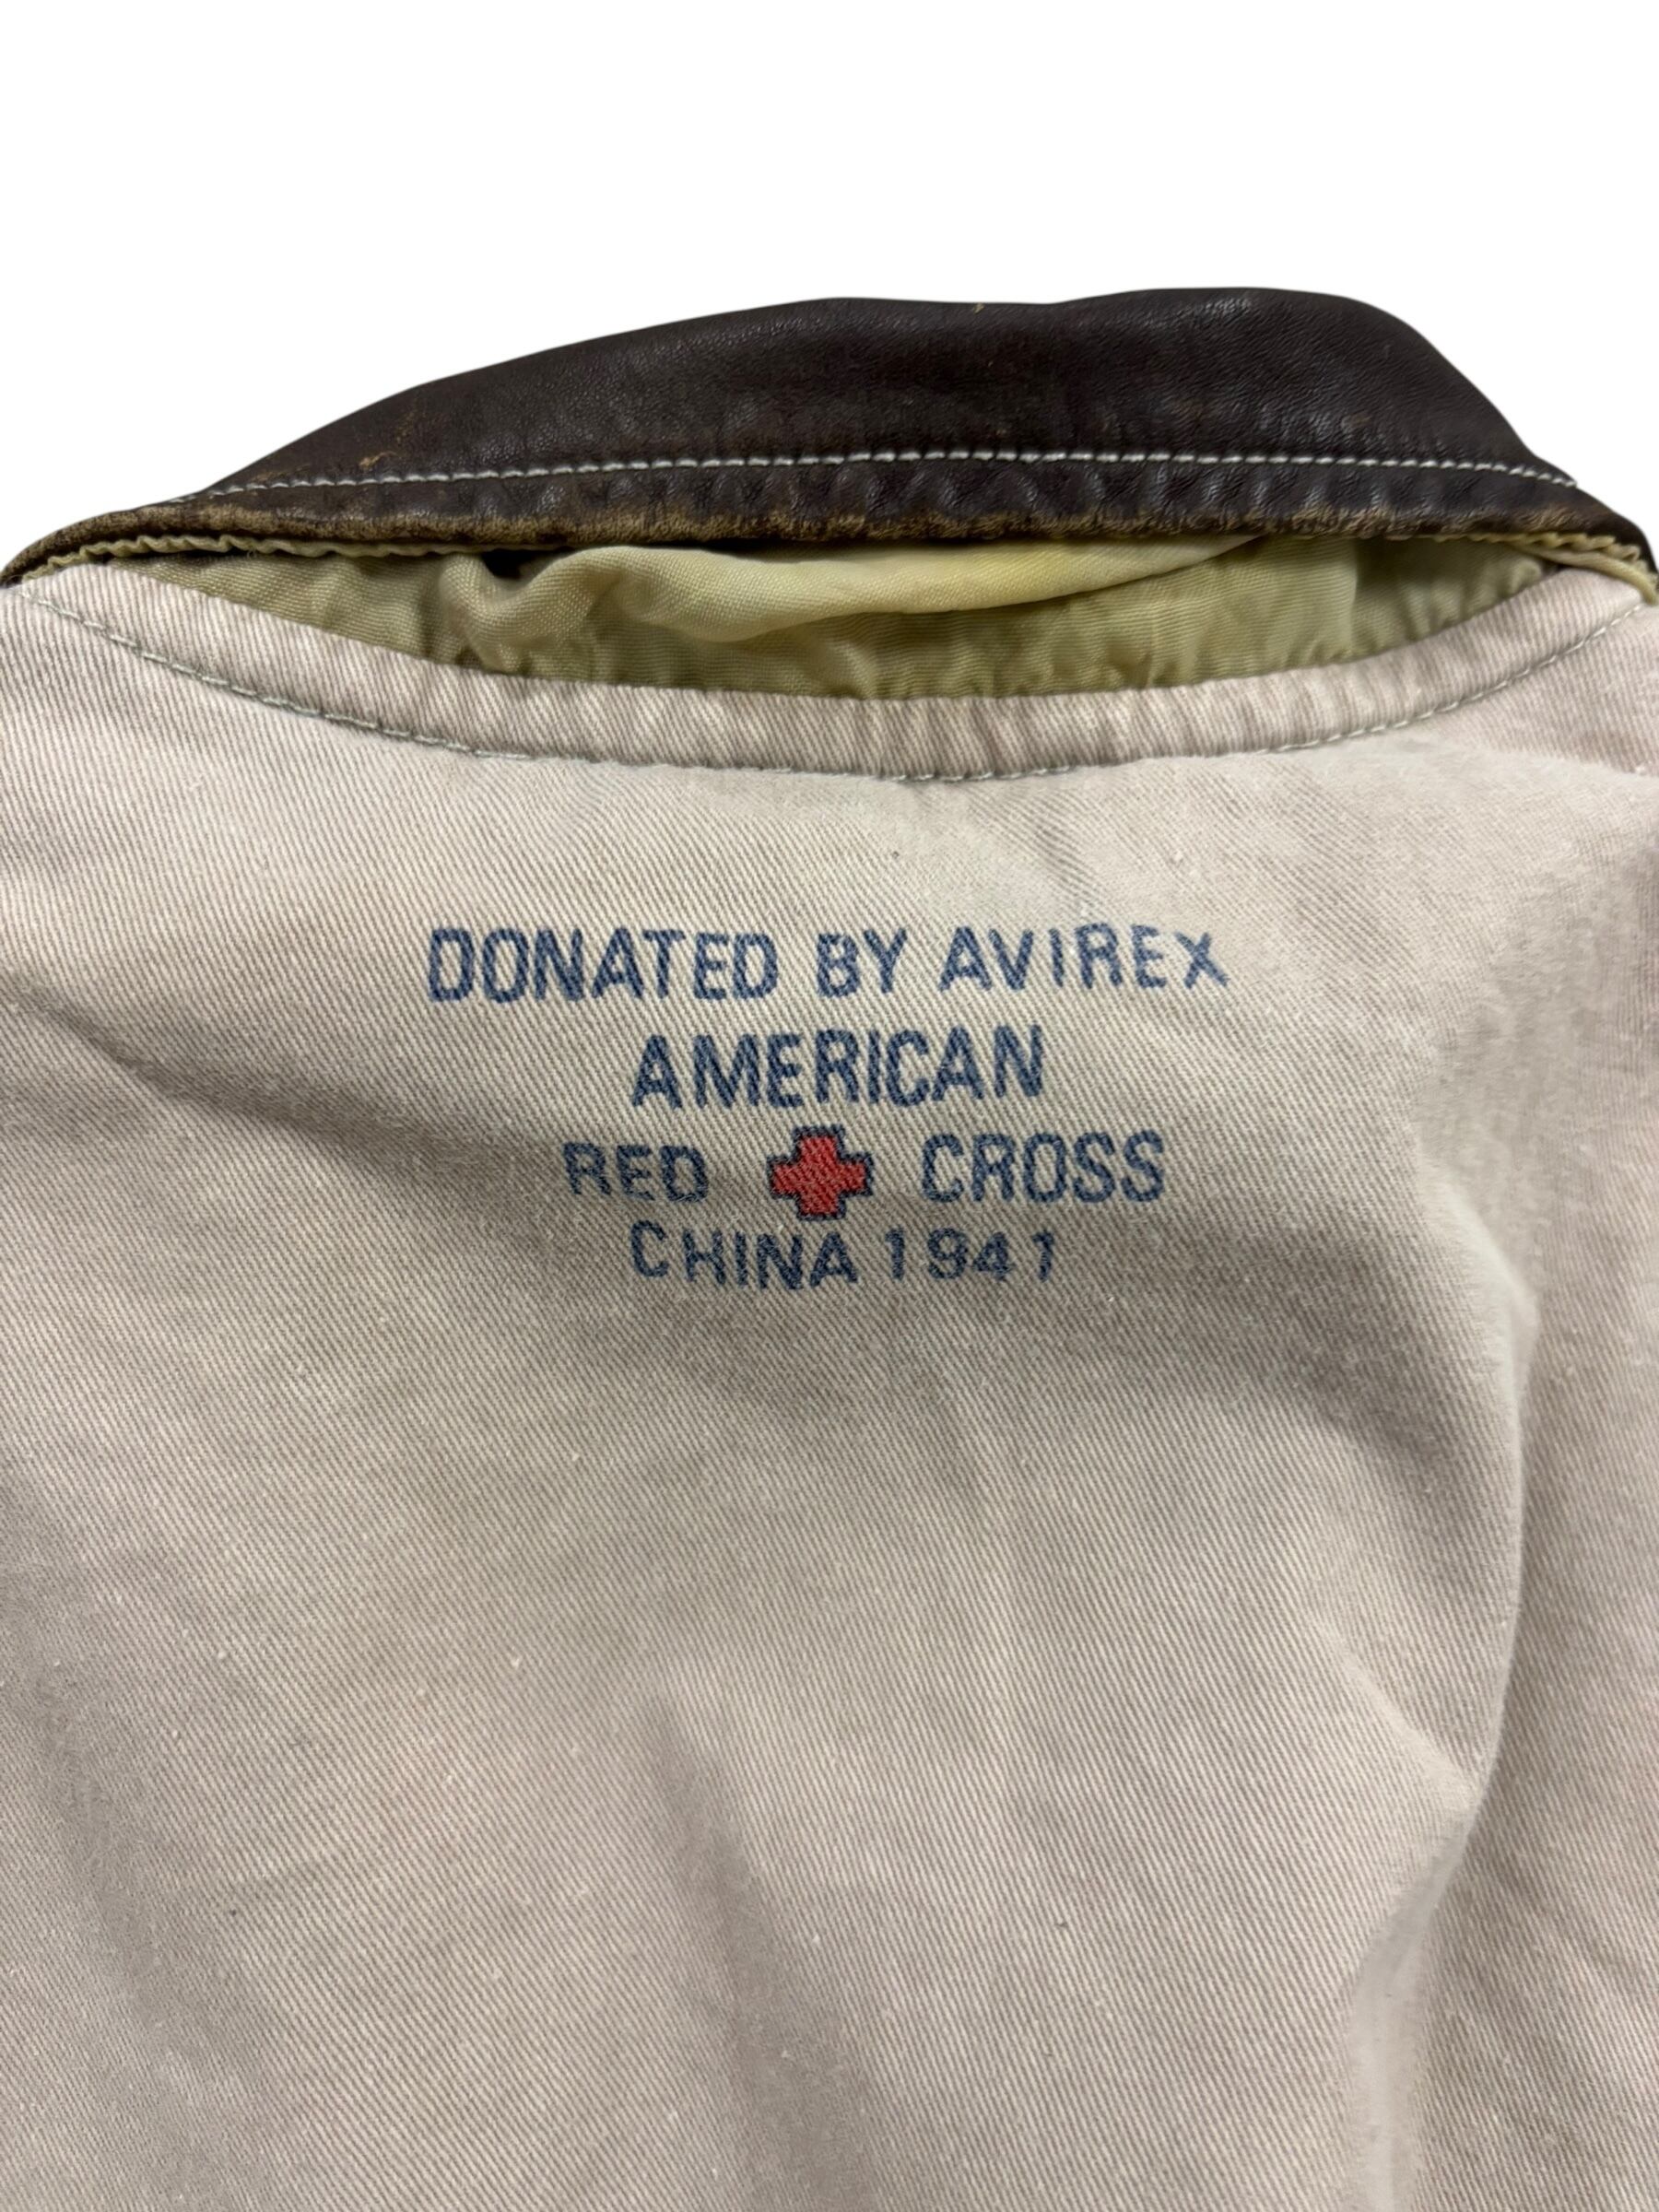 DONATED BY AVIREX
AMERICAN
RED CROSS
CHINA 1941